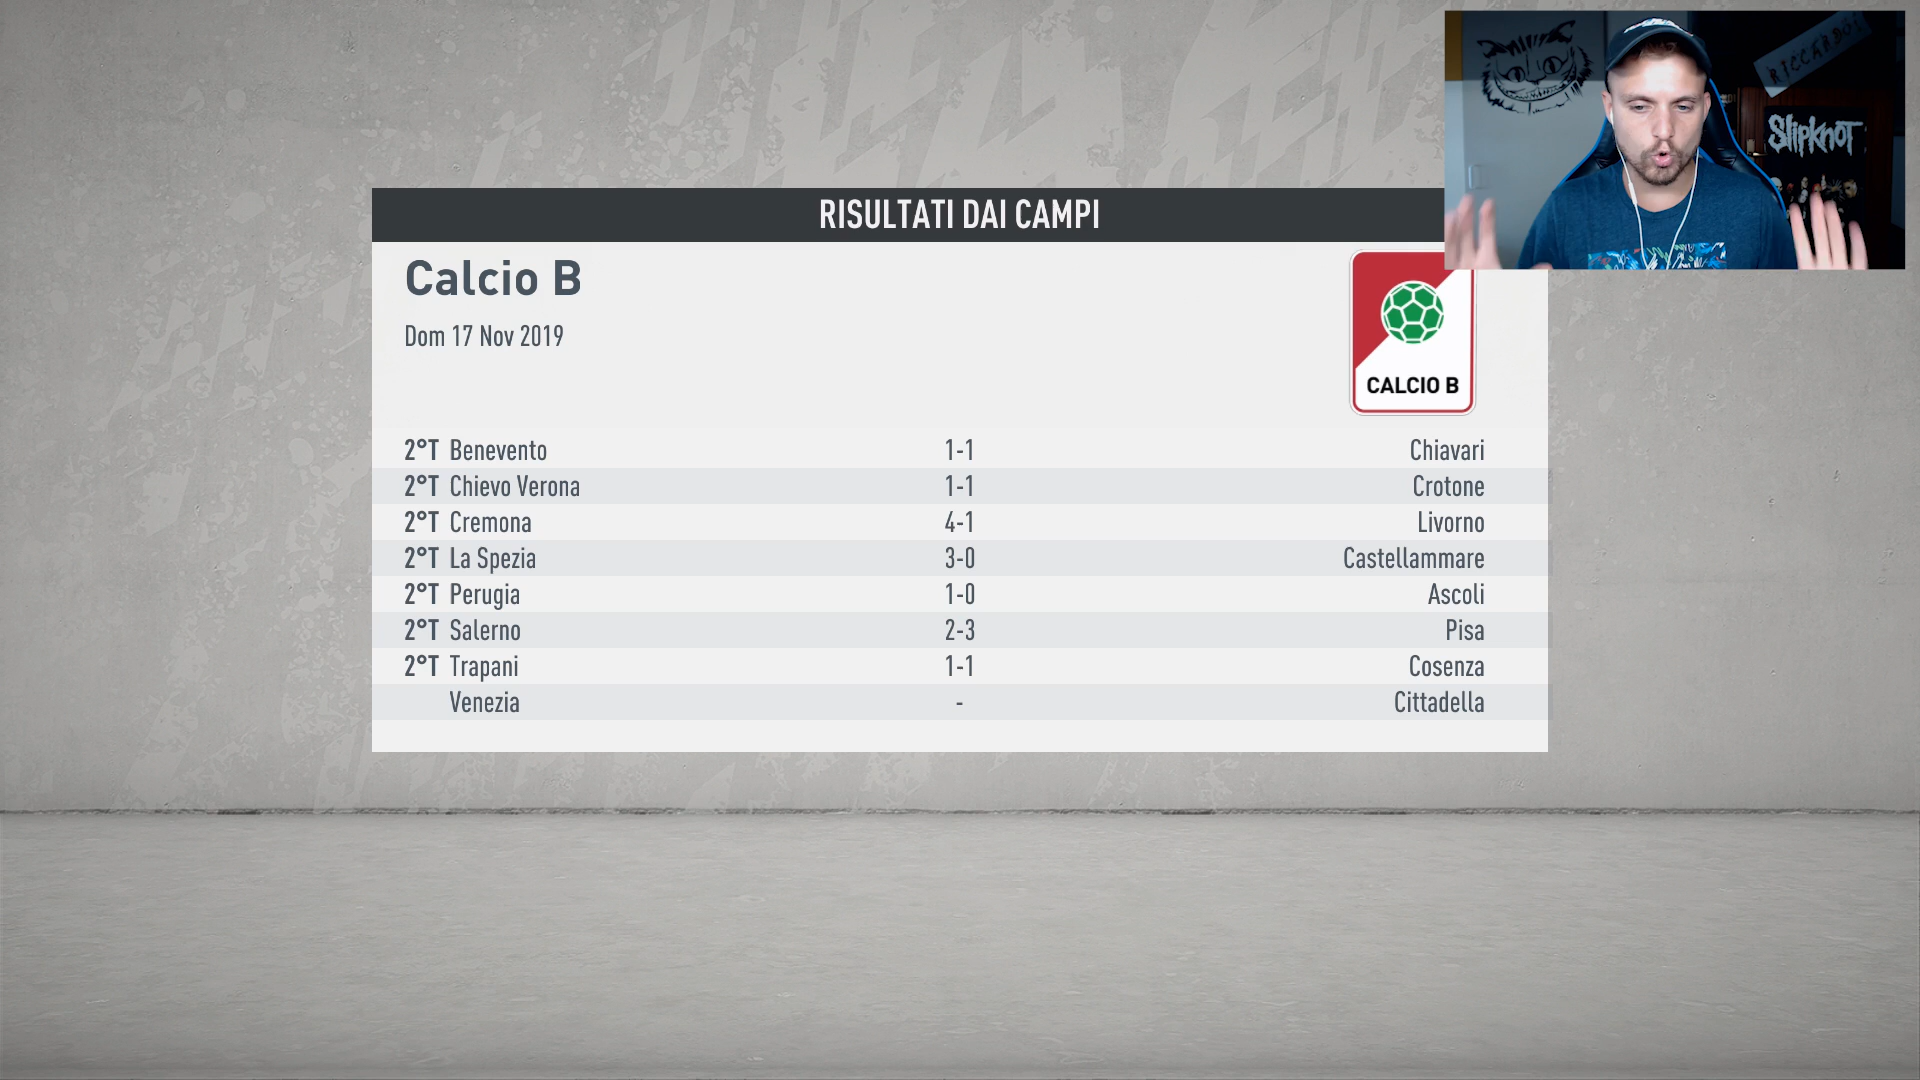 RISULTATI DAI CAMPI
Calcio B
Dom 17 Nov 2019
CALCIO B
2°T Benevento 1-1 Chiavari
2°T Chievo Verona 1-1 Crotone
2°T Cremona 4-1 Livorno
2°T La Spezia 3-0 Castellammare
2°T Perugia 1-0 Ascoli
2°T Salerno 2-3 Pisa
2°T Trapani 1-1 Cosenza
Venezia - Cittadella
RICCARDO
SLIPKNOT